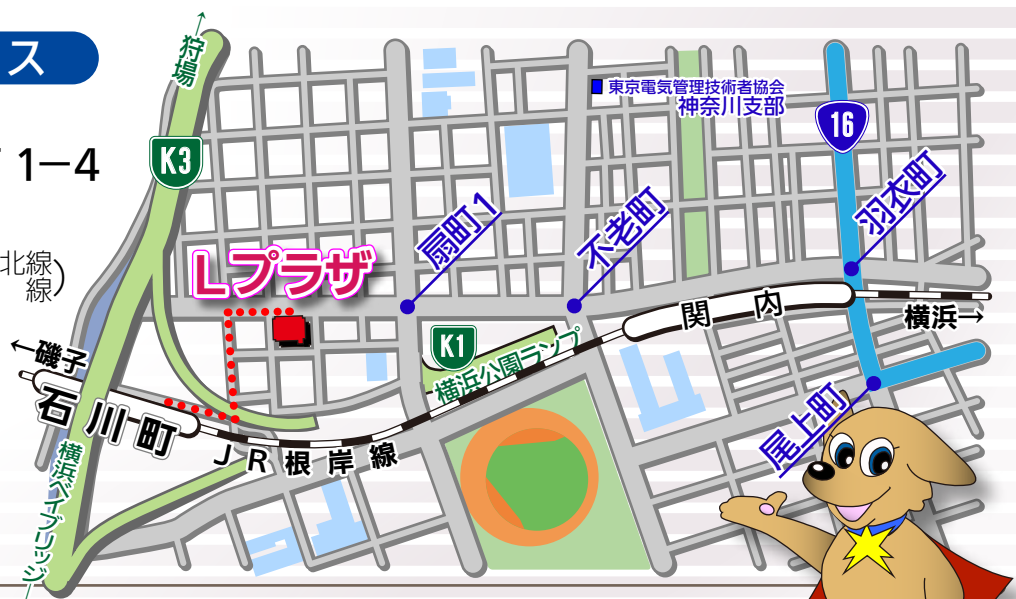 ス
1−4
北線
線)
狩場
K3
東京電気管理技術者協会
神奈川支部
16
扇町1
不老町
羽衣町
Lプラザ
関内
横浜→
K1
横浜公園ランプ
←磯子
石川町
JR根岸線
尾上町
横浜ベイブリッジ